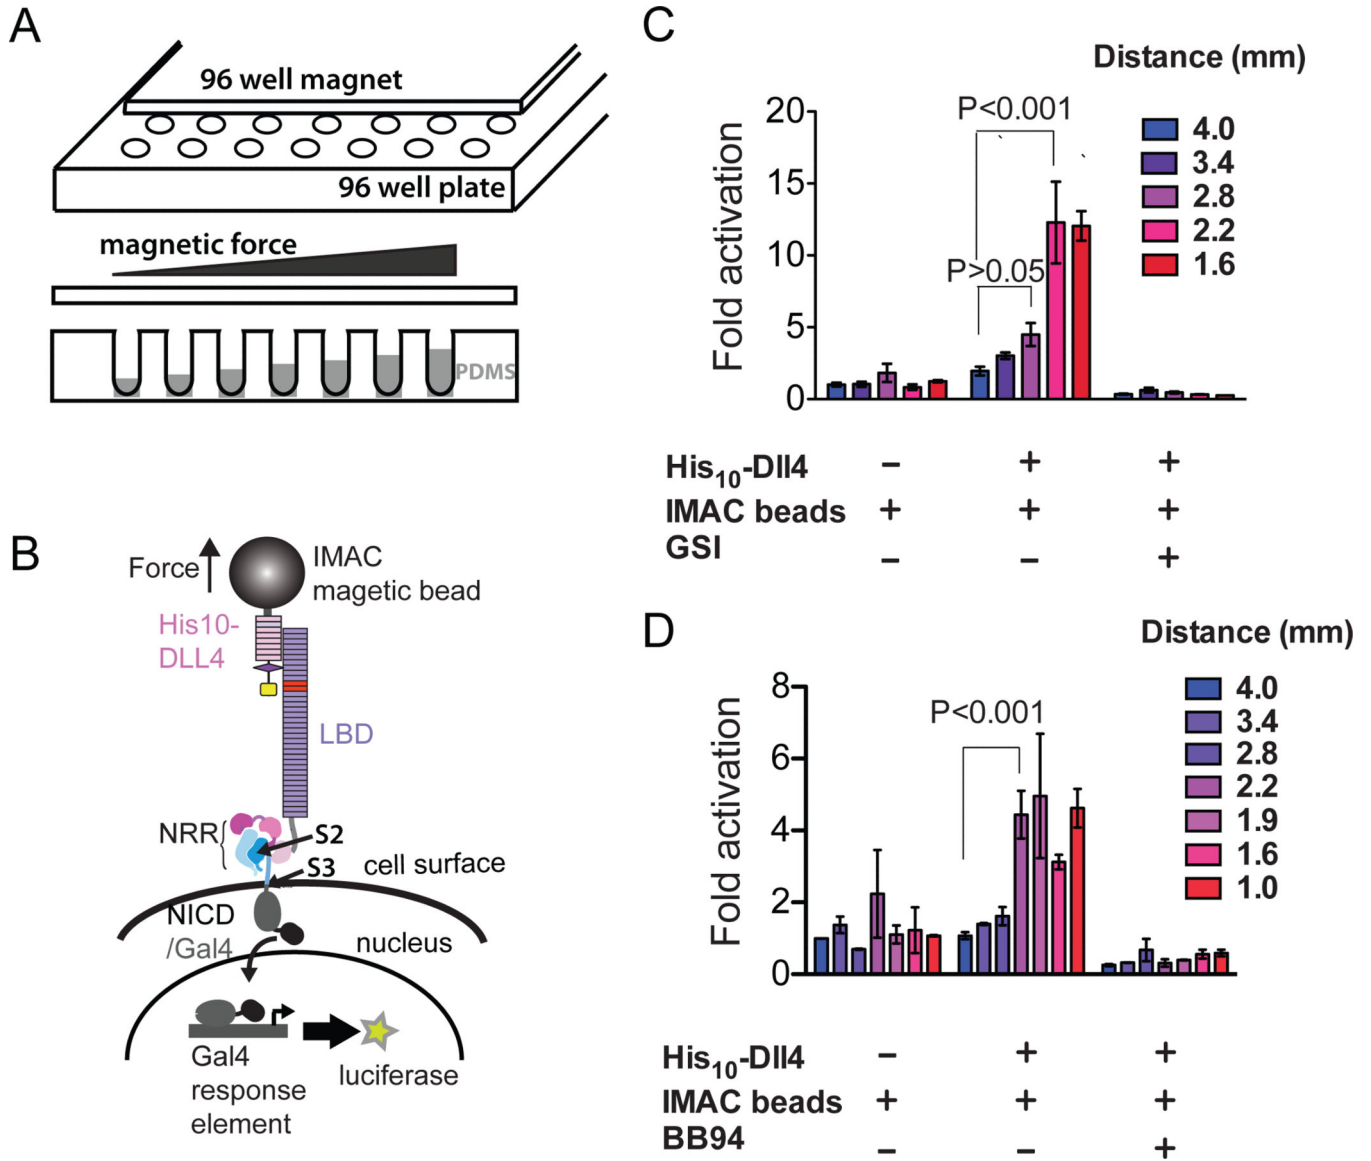 A
96 well magnet
96 well plate
magnetic force
PDMS
B
Force
IMAC
magetic bead
His10-
DLL4
LBD
NRR
S2
S3
cell surface
NICD
/Gal4
nucleus
Gal4
response
element
luciferase
C
Distance (mm)
4.0
3.4
2.8
2.2
1.6
Fold activation
20
15
10
5
0
P<0.001
P>0.05
His10-Dll4 – + +
IMAC beads + + +
GSI – – +
D
Distance (mm)
4.0
3.4
2.8
2.2
1.9
1.6
1.0
Fold activation
8
6
4
2
0
P<0.001
His10-Dll4 – + +
IMAC beads + + +
BB94 – – +